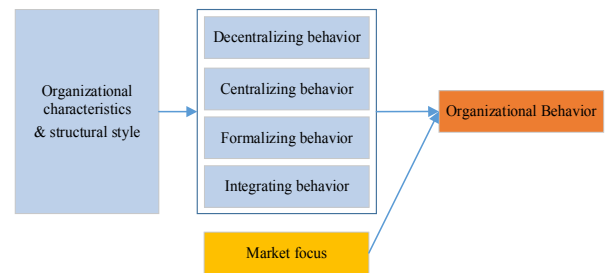 Organizational
characteristics
& structural style
Decentralizing behavior
Centralizing behavior
Formalizing behavior
Integrating behavior
Organizational Behavior
Market focus